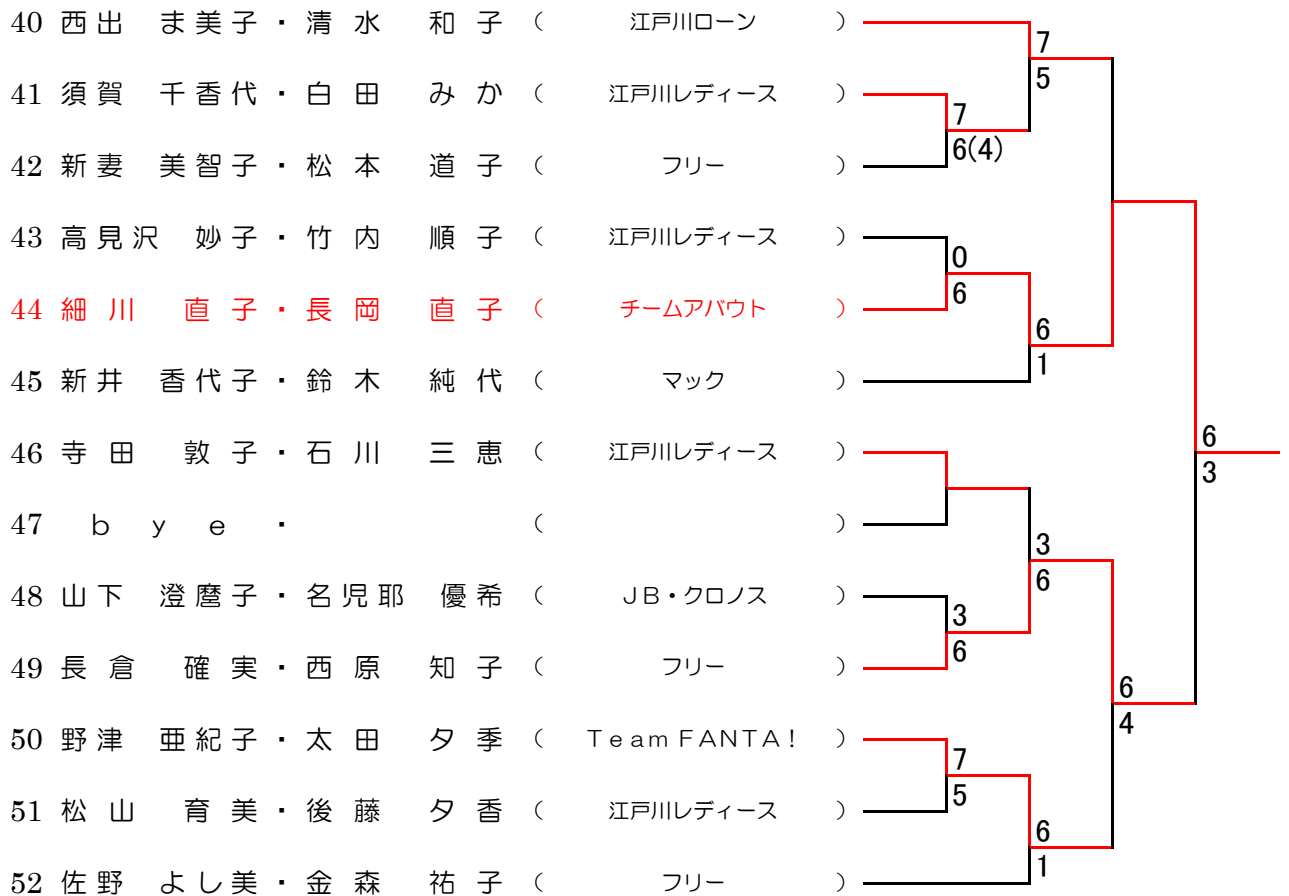 40 西出 ま美子・清水 和子 ( 江戸川ローン )
7
5
41 須賀 千香代・白田 みか ( 江戸川レディース )
7
6(4)
42 新妻 美智子・松本 道子 ( フリー )
43 高見沢 妙子・竹内 順子 ( 江戸川レディース )
0
6
44 細川 直子・長岡 直子 ( チームアバウト )
6
1
45 新井 香代子・鈴木 純代 ( マック )
46 寺田 敦子・石川 三恵 ( 江戸川レディース )
6
3
47 bye ・ ( )
3
6
48 山下 澄麿子・名児耶 優希 ( JB・クロノス )
3
6
49 長倉 確実・西原 知子 ( フリー )
6
4
50 野津 亜紀子・太田 夕季 ( Team FANTA! )
7
5
51 松山 育美・後藤 夕香 ( 江戸川レディース )
6
1
52 佐野 よし美・金森 祐子 ( フリー )